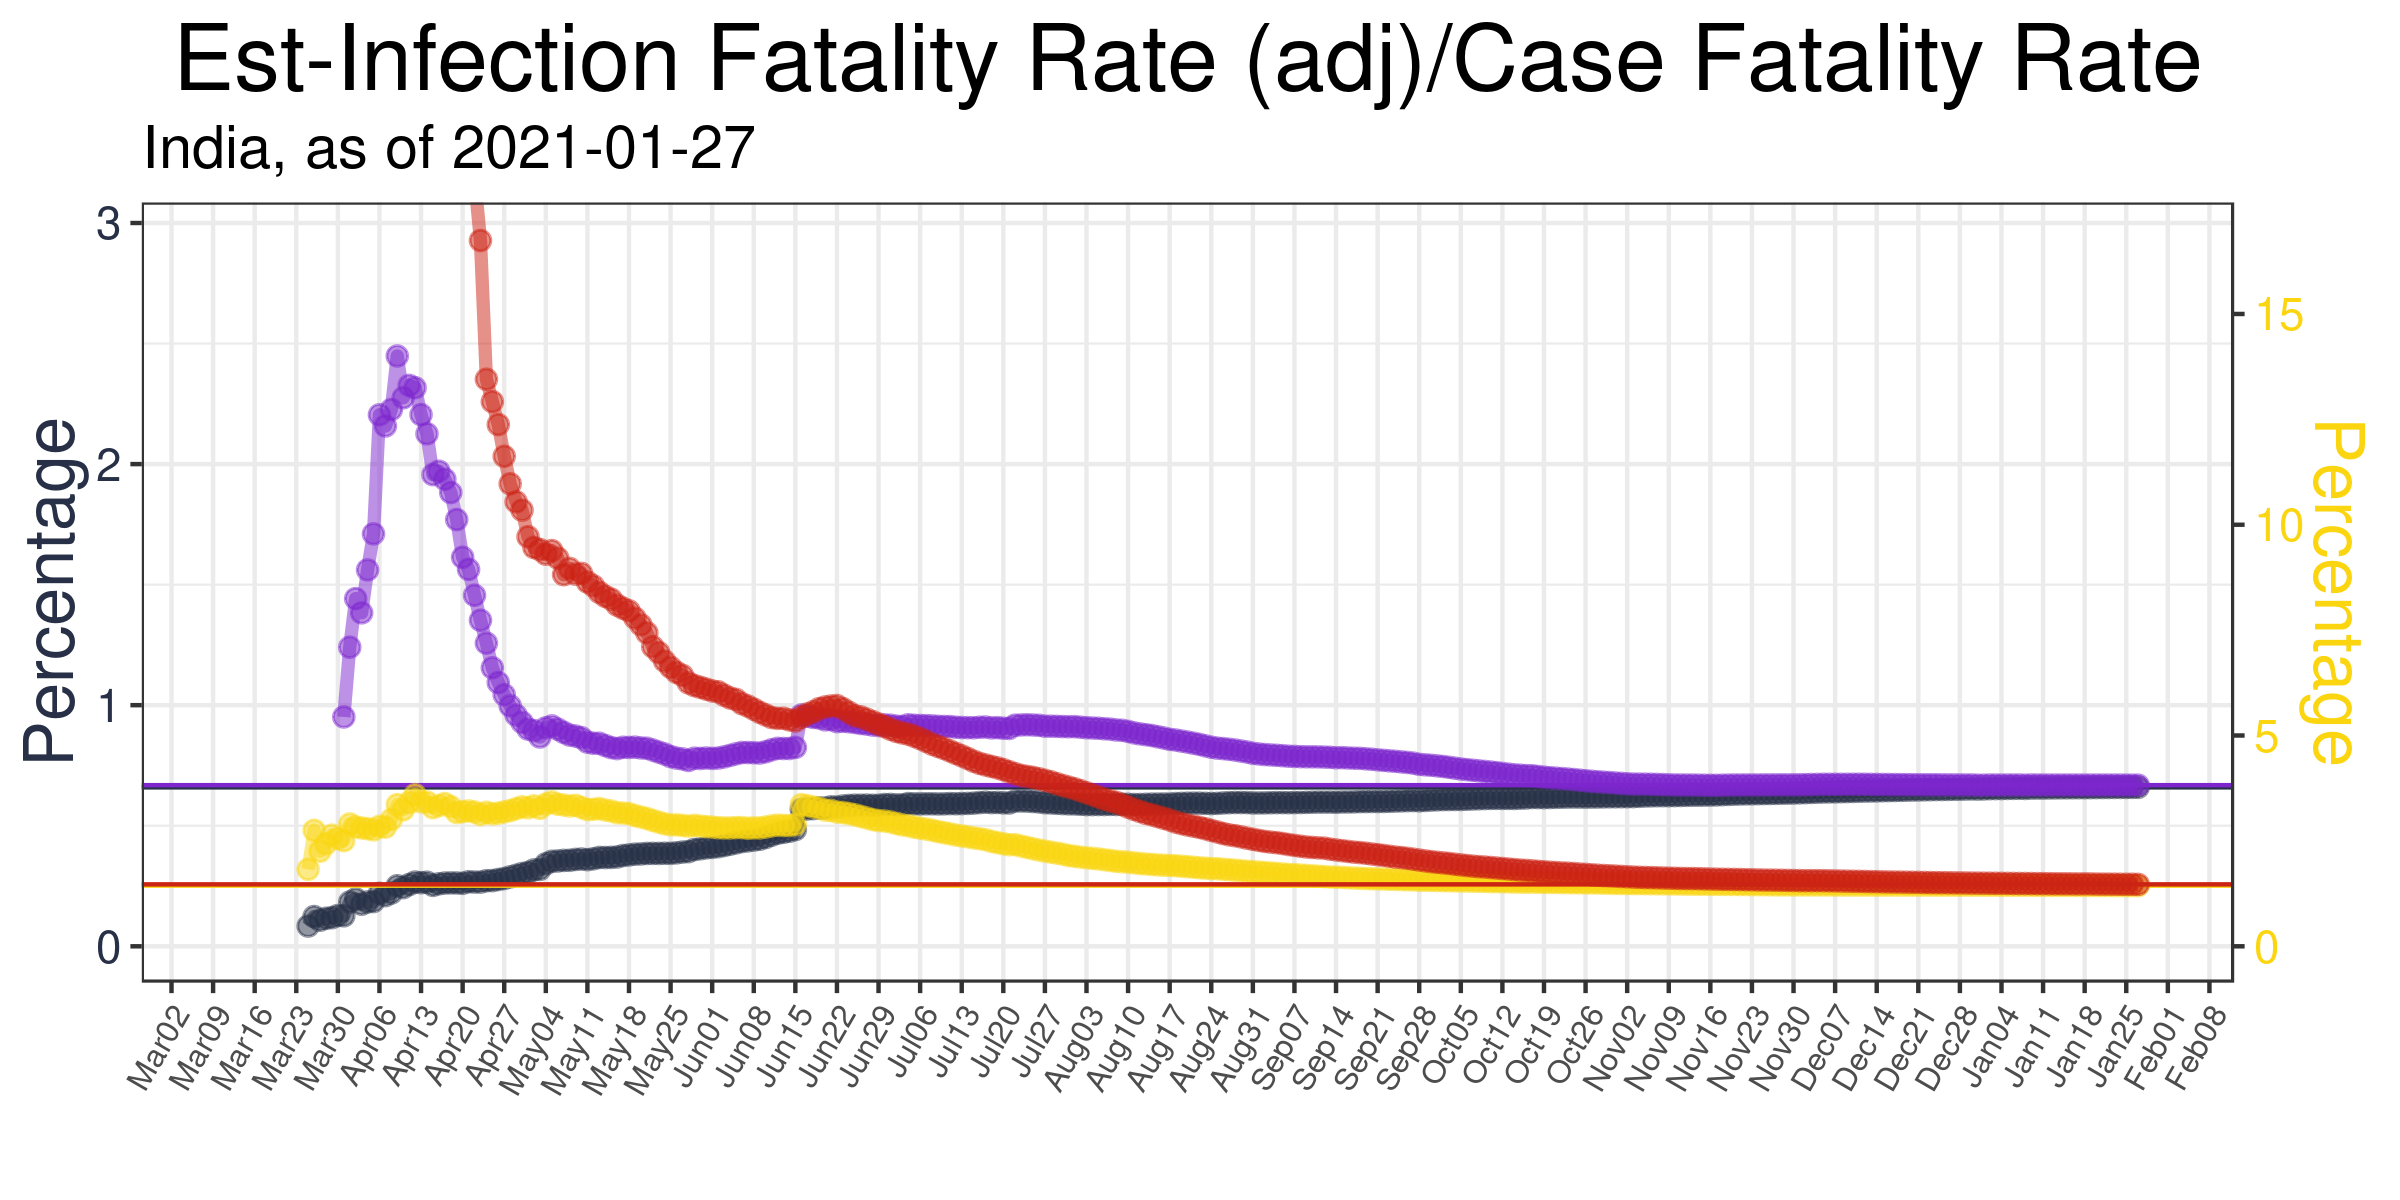 Est-Infection Fatality Rate (adj)/Case Fatality Rate
India, as of 2021-01-27
Percentage
3
2
1
0
15
10
5
0
Percentage
Mar02
Mar09
Mar16
Mar23
Mar30
Apr06
Apr13
Apr20
Apr27
May04
May11
May18
May25
Jun01
Jun08
Jun15
Jun22
Jun29
Jul06
Jul13
Jul20
Jul27
Aug03
Aug10
Aug17
Aug24
Aug31
Sep07
Sep14
Sep21
Sep28
Oct05
Oct12
Oct19
Oct26
Nov02
Nov09
Nov16
Nov23
Nov30
Dec07
Dec14
Dec21
Dec28
Jan04
Jan11
Jan18
Jan25
Feb01
Feb08